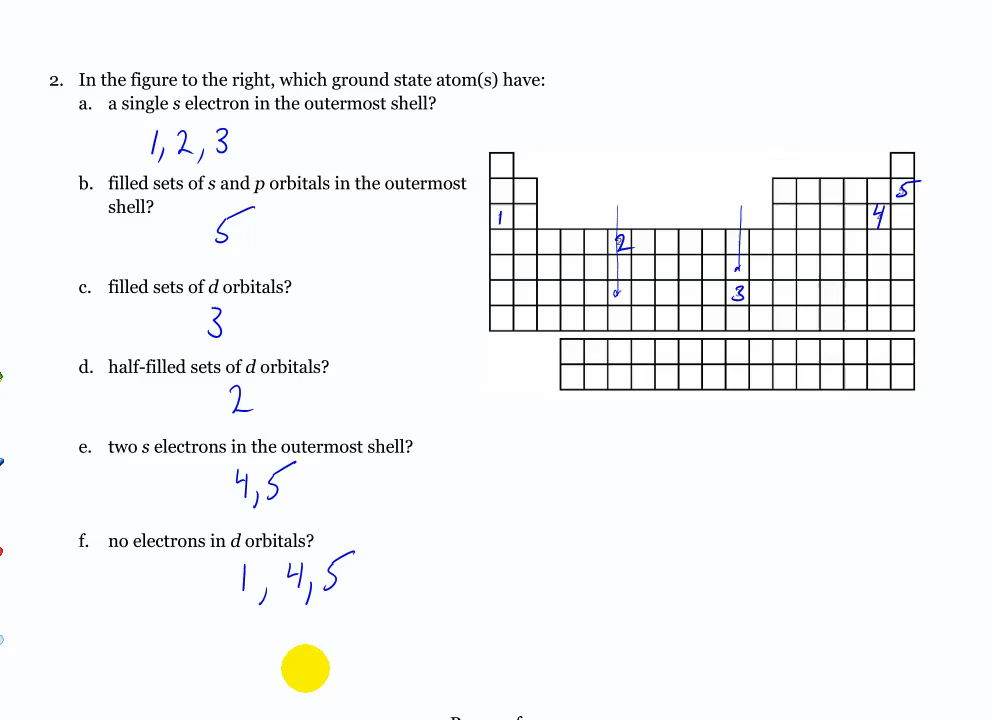 2. In the figure to the right, which ground state atom(s) have:
a. a single s electron in the outermost shell?
1, 2, 3
b. filled sets of s and p orbitals in the outermost
shell?
5
c. filled sets of d orbitals?
3
d. half-filled sets of d orbitals?
2
e. two s electrons in the outermost shell?
4, 5
f. no electrons in d orbitals?
1, 4, 5
5
1
4
2
3